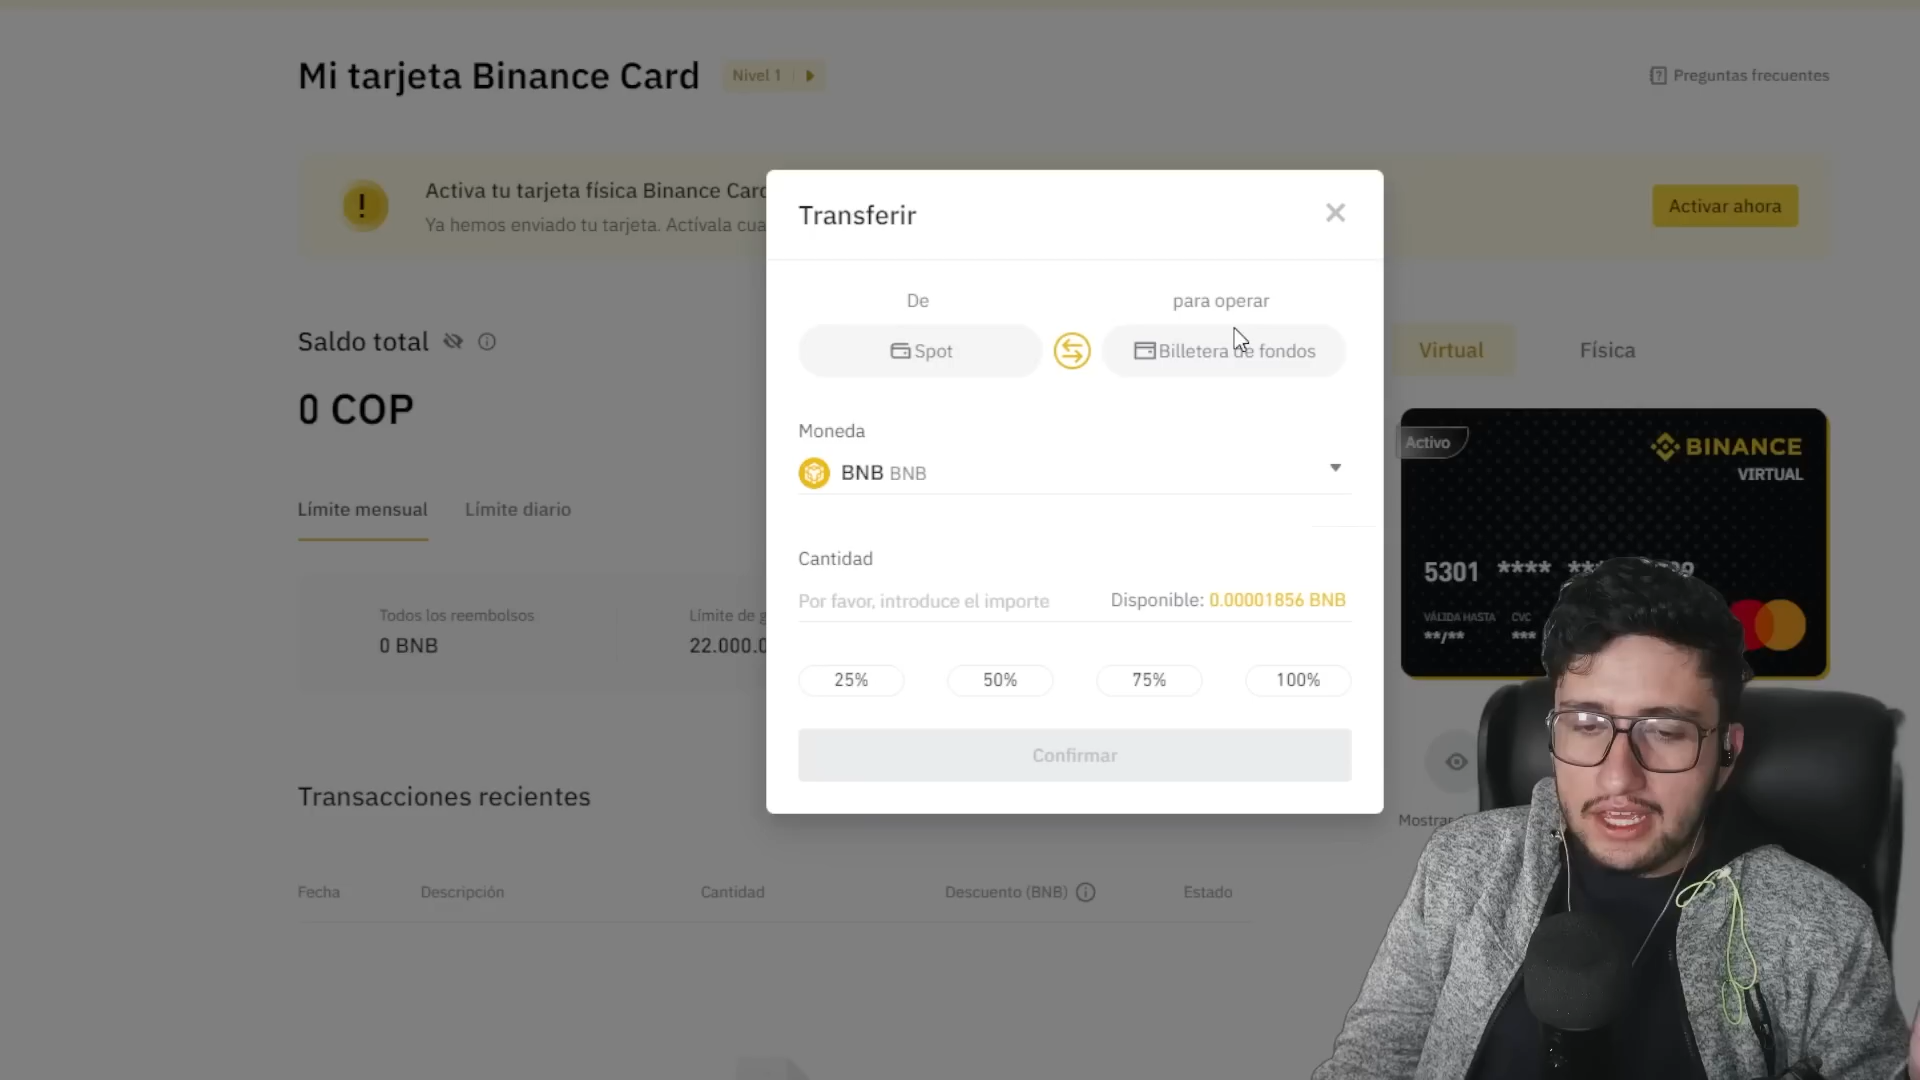 Mi tarjeta Binance Card
Nivel 1
Preguntas frecuentes
Activa tu tarjeta física Binance Card
Ya hemos enviado tu tarjeta. Actívala
Activar ahora
Transferir
De
para operar
Spot
Billetera de fondos
Moneda
BNB BNB
Cantidad
Por favor, introduce el importe
Disponible: 0.00001856 BNB
25%
50%
75%
100%
Confirmar
Saldo total
0 COP
Límite mensual
Límite diario
Todos los reembolsos
0 BNB
Límite de
22.000.0
Transacciones recientes
Fecha
Descripción
Cantidad
Descuento (BNB)
Estado
Virtual
Física
Activo
BINANCE
VIRTUAL
5301 ****
VÁLIDA HASTA
**/**
CVC
***
Mostrar